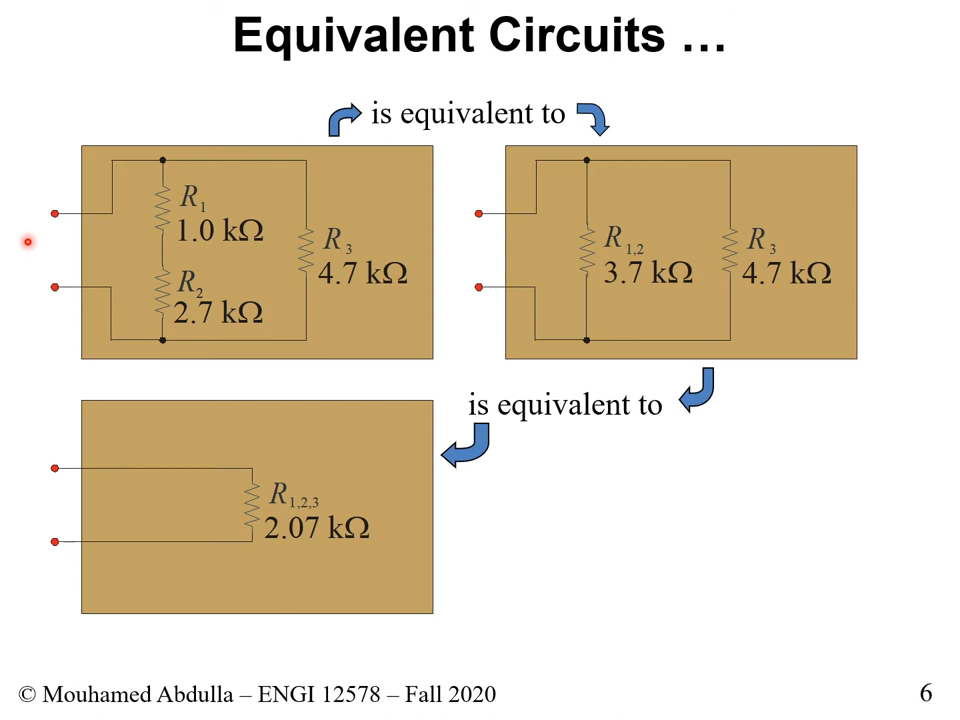 Equivalent Circuits …
is equivalent to
R1
1.0 kΩ
R2
2.7 kΩ
R3
4.7 kΩ
R1,2
3.7 kΩ
R3
4.7 kΩ
is equivalent to
R1,2,3
2.07 kΩ
© Mouhamed Abdulla – ENGI 12578 – Fall 2020
6